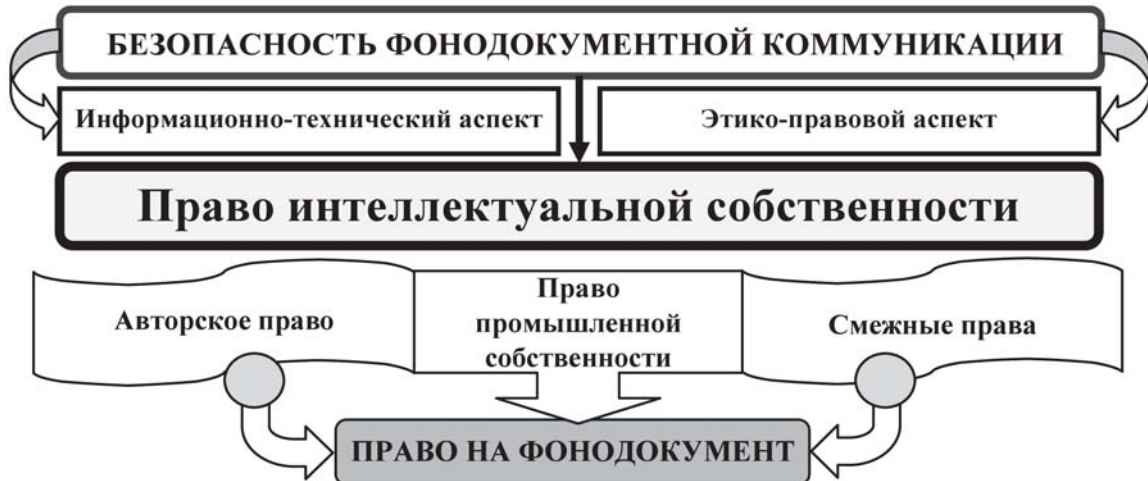 БЕЗОПАСНОСТЬ ФОНОДОКУМЕНТНОЙ КОММУНИКАЦИИ
Информационно-технический аспект
Этико-правовой аспект
Право интеллектуальной собственности
Авторское право
Право
промышленной
собственности
Смежные права
ПРАВО НА ФОНОДОКУМЕНТ